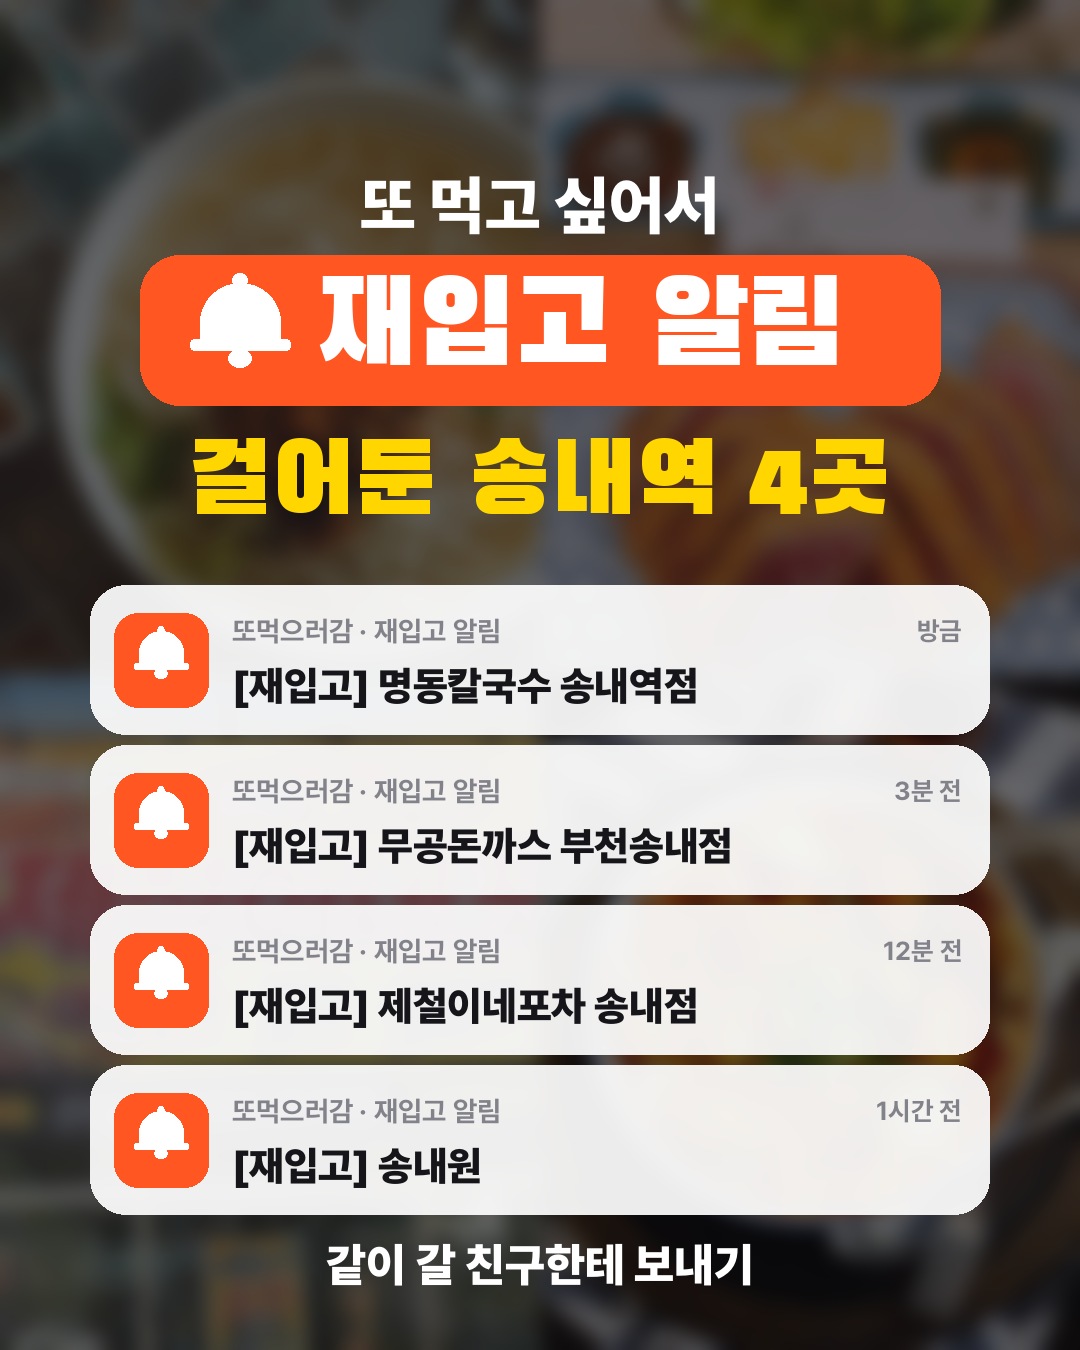 또 먹고 싶어서
재입고 알림
걸어둔 송내역 4곳
또먹으러감 · 재입고 알림
방금
[재입고] 명동칼국수 송내역점
또먹으러감 · 재입고 알림
3분 전
[재입고] 무공돈까스 부천송내점
또먹으러감 · 재입고 알림
12분 전
[재입고] 제철이네포차 송내점
또먹으러감 · 재입고 알림
1시간 전
[재입고] 송내원
같이 갈 친구한테 보내기